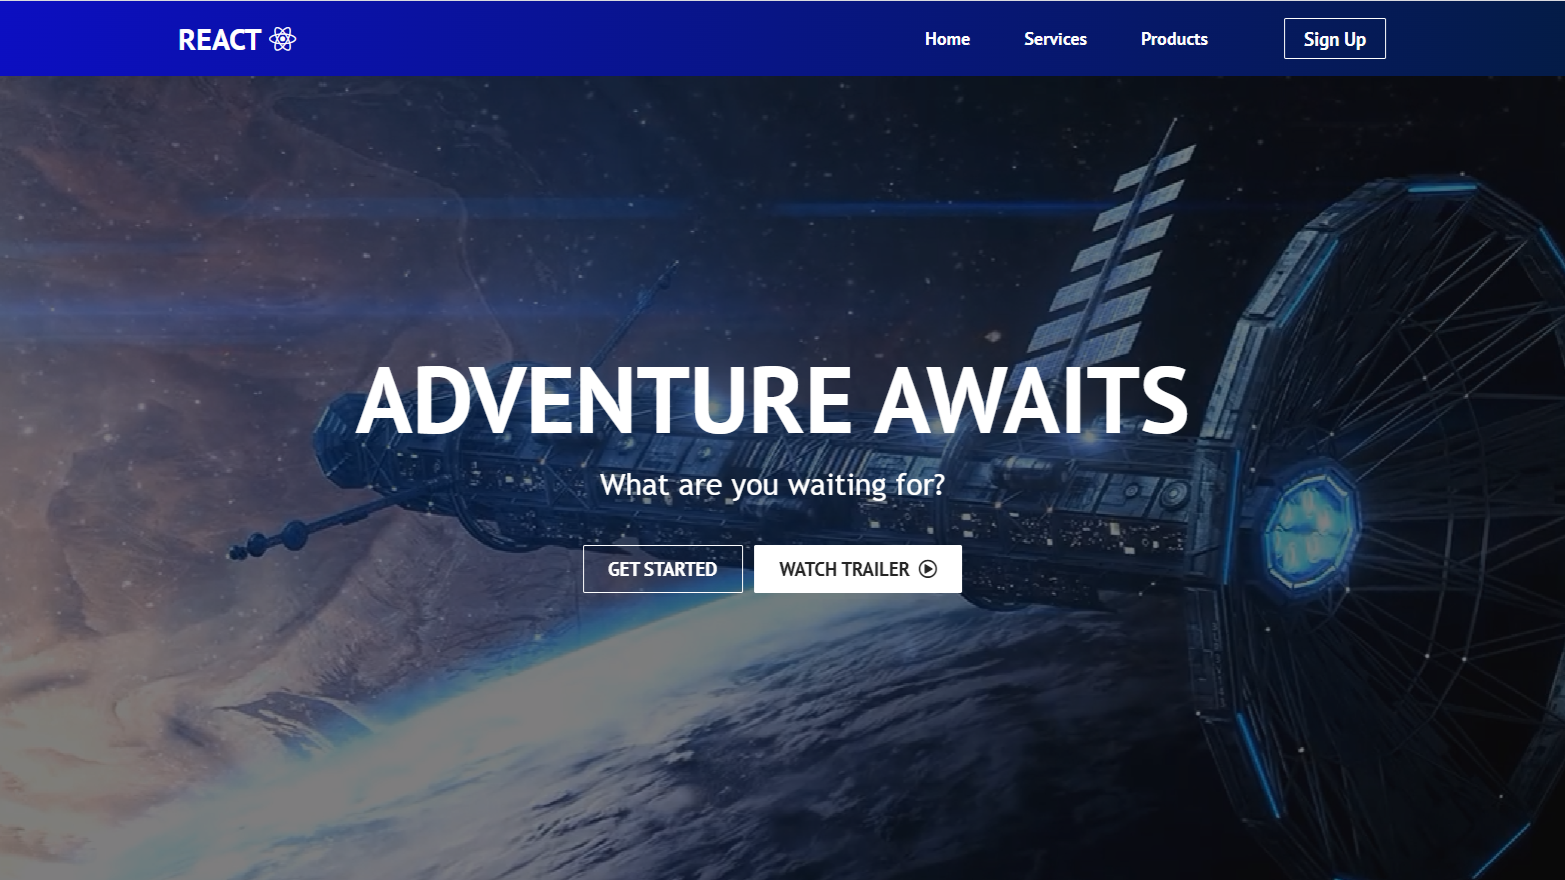 REACT
Home Services Products Sign Up
ADVENTURE AWAITS
What are you waiting for?
GET STARTED WATCH TRAILER